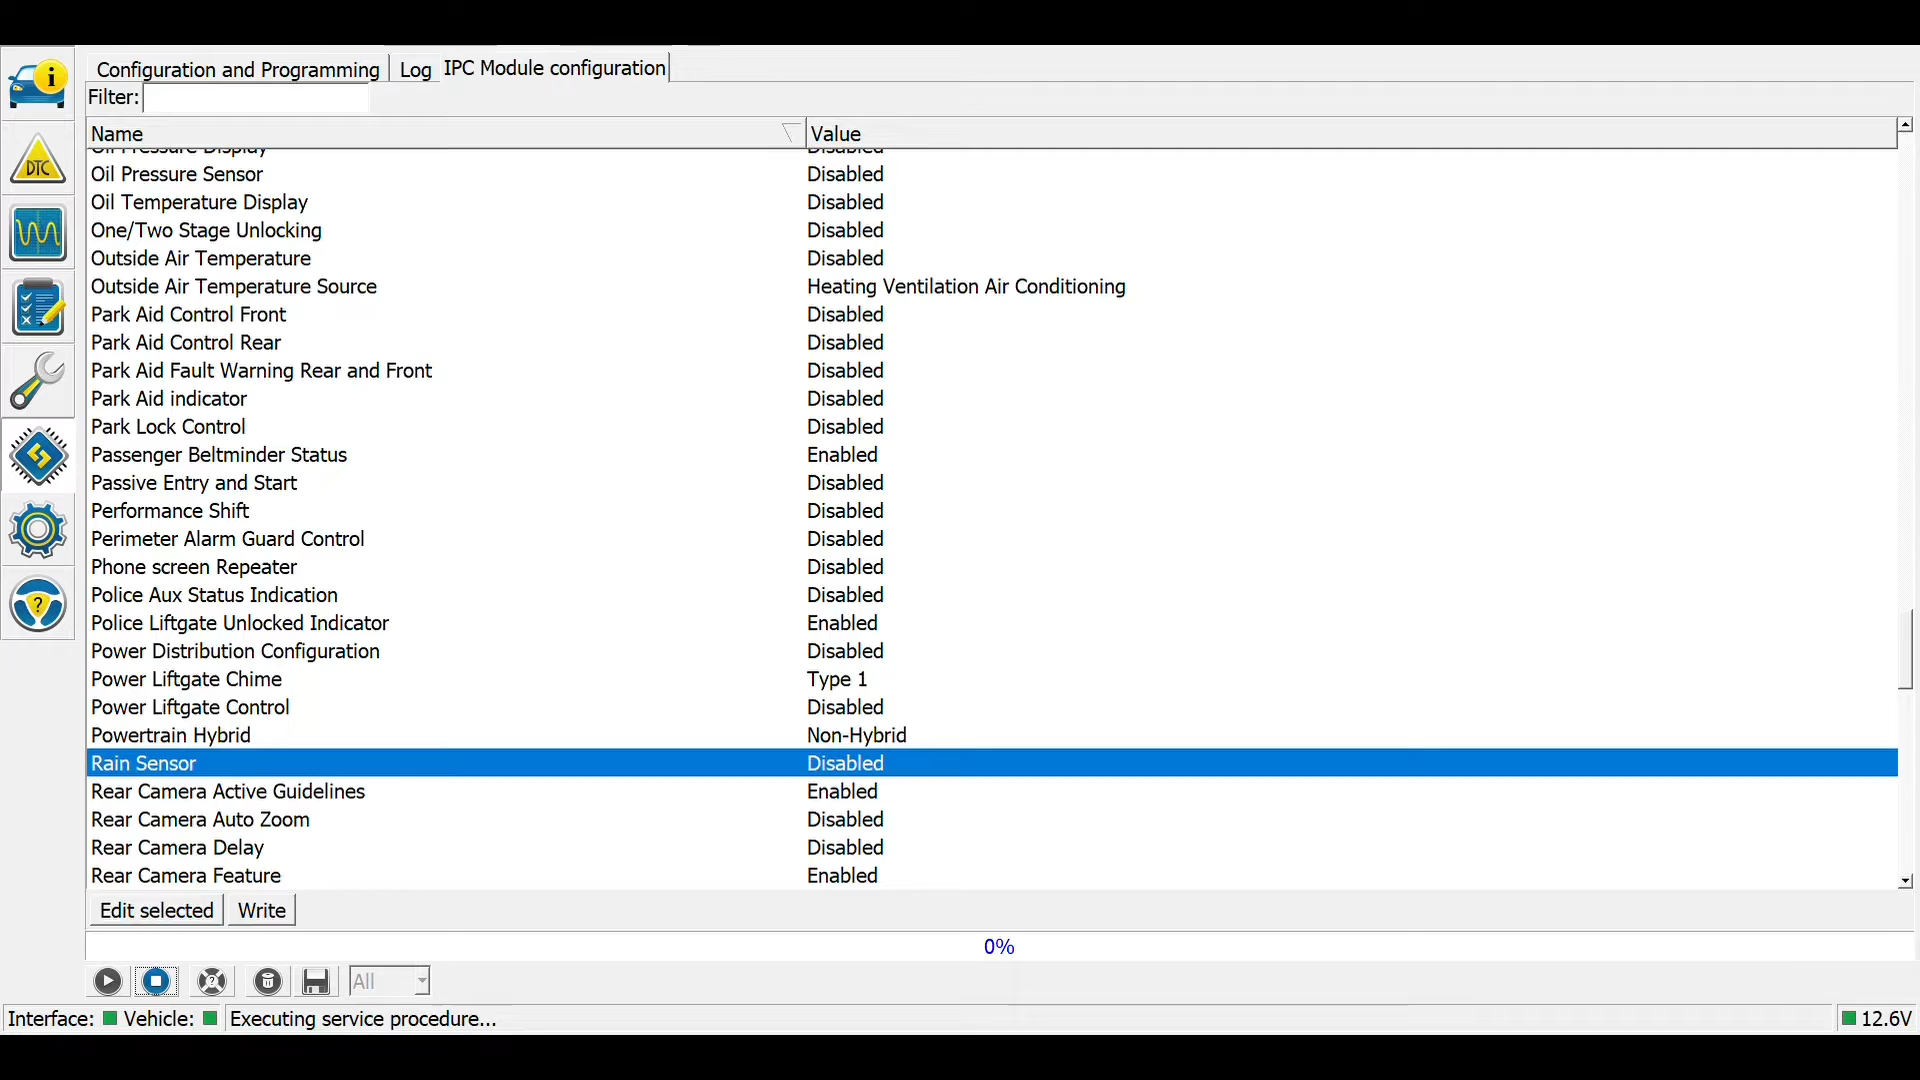 Configuration and Programming Log IPC Module configuration
Filter:
Name Value
Oil Pressure Display Disabled
Oil Pressure Sensor Disabled
Oil Temperature Display Disabled
One/Two Stage Unlocking Disabled
Outside Air Temperature Disabled
Outside Air Temperature Source Heating Ventilation Air Conditioning
Park Aid Control Front Disabled
Park Aid Control Rear Disabled
Park Aid Fault Warning Rear and Front Disabled
Park Aid indicator Disabled
Park Lock Control Disabled
Passenger Beltminder Status Enabled
Passive Entry and Start Disabled
Performance Shift Disabled
Perimeter Alarm Guard Control Disabled
Phone screen Repeater Disabled
Police Aux Status Indication Disabled
Police Liftgate Unlocked Indicator Enabled
Power Distribution Configuration Disabled
Power Liftgate Chime Type 1
Power Liftgate Control Disabled
Powertrain Hybrid Non-Hybrid
Rain Sensor Disabled
Rear Camera Active Guidelines Enabled
Rear Camera Auto Zoom Disabled
Rear Camera Delay Disabled
Rear Camera Feature Enabled
Edit selected Write
0%
All
Interface: Vehicle: Executing service procedure... 12.6V
i
DTC
?
?